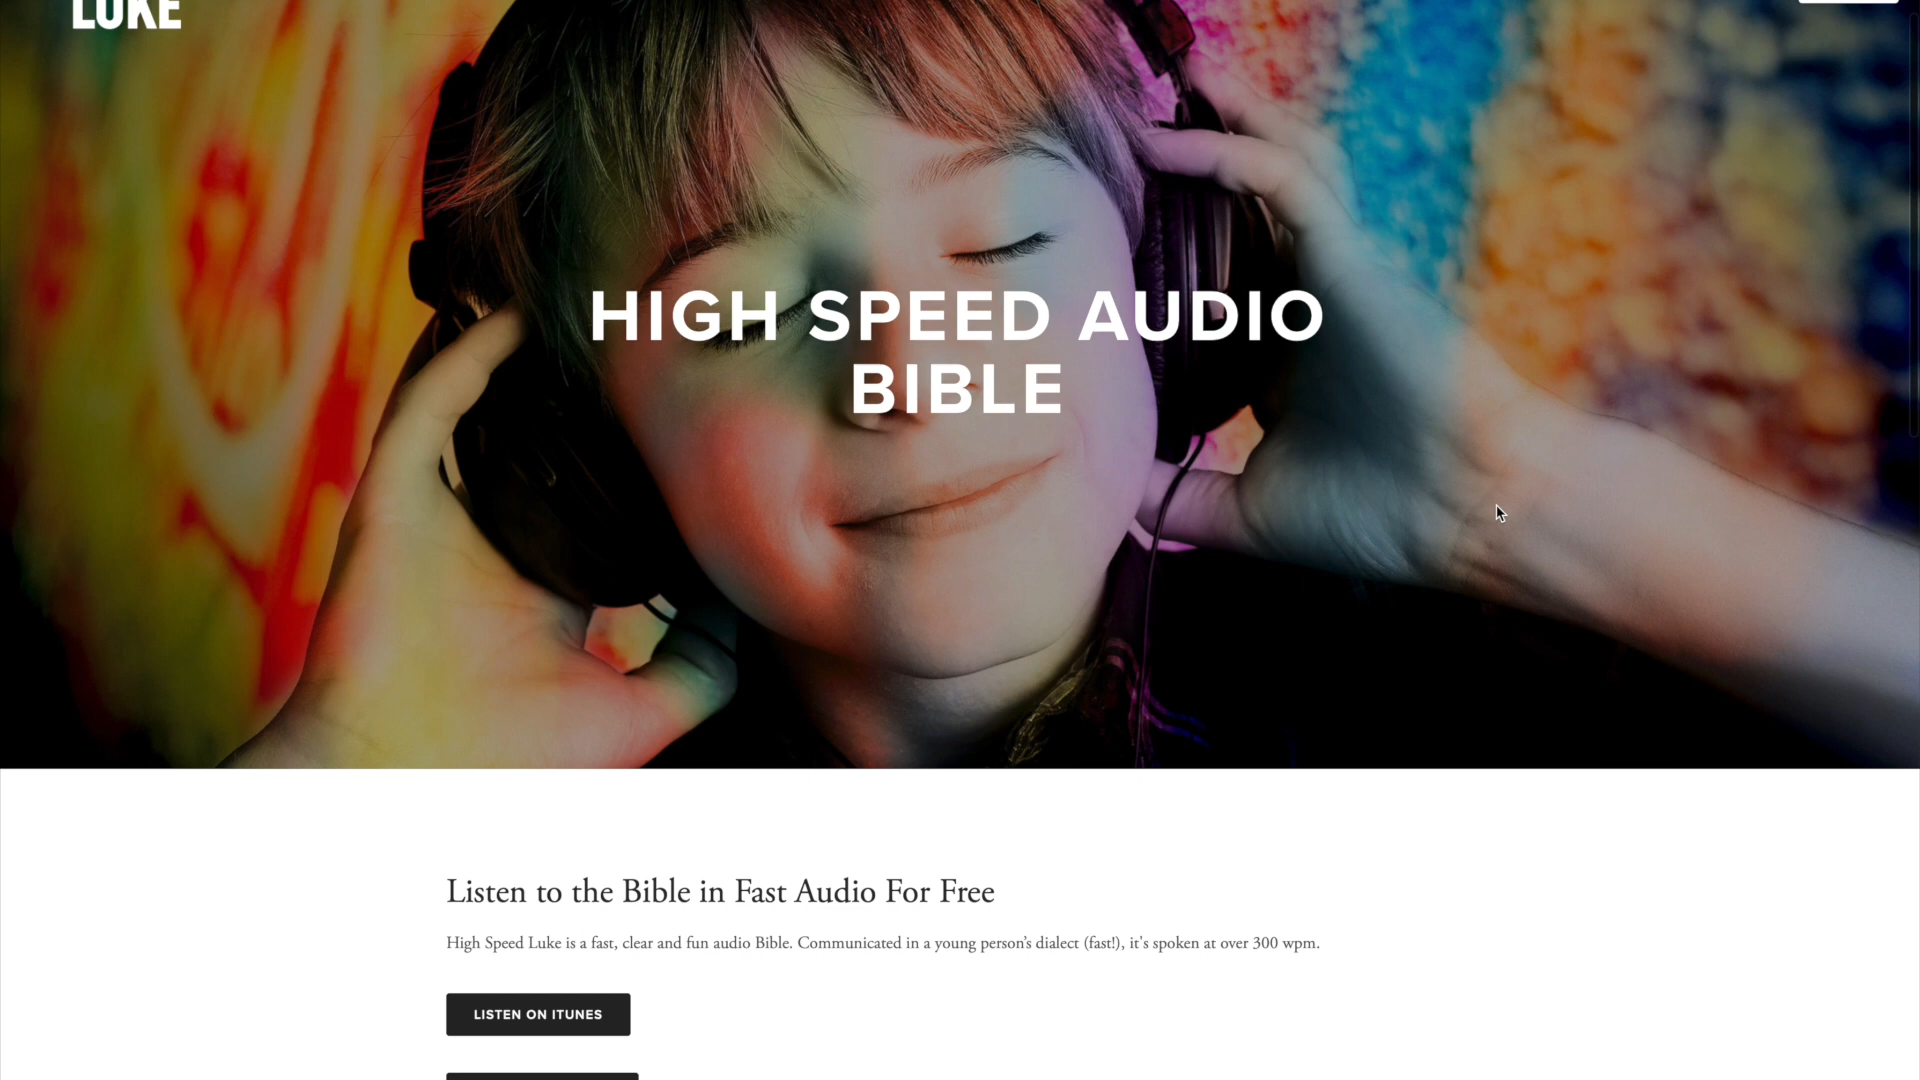 LUKE
HIGH SPEED AUDIO
BIBLE
Listen to the Bible in Fast Audio For Free
High Speed Luke is a fast, clear and fun audio Bible. Communicated in a young person’s dialect (fast!), it's spoken at over 300 wpm.
LISTEN ON ITUNES